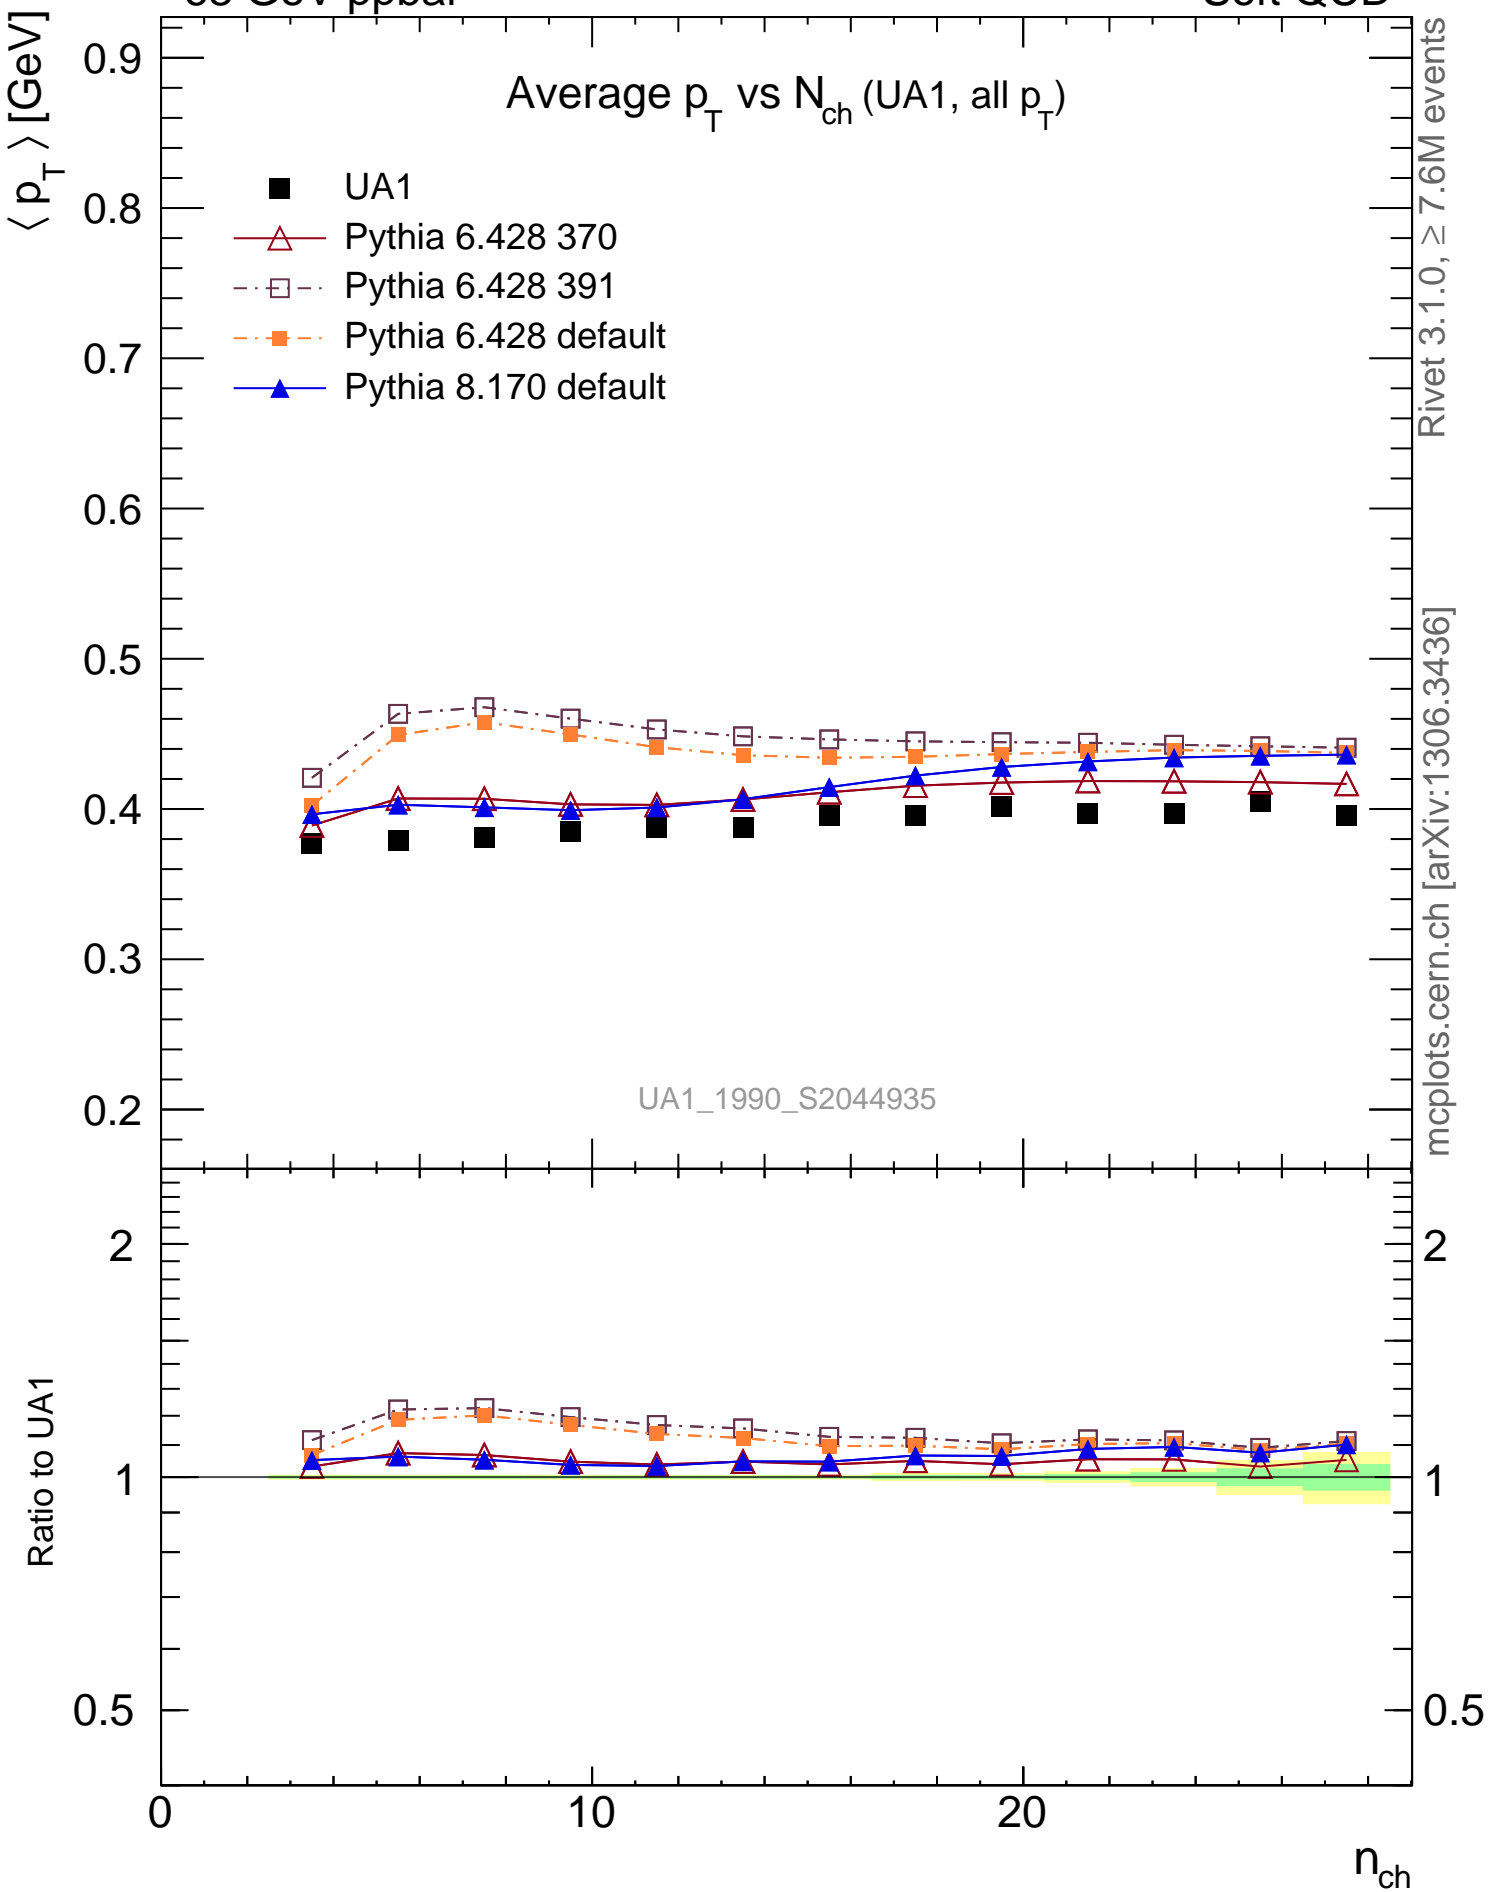 ⟨ p_T ⟩ [GeV]
Average p_T vs N_ch (UA1, all p_T)
UA1
Pythia 6.428 370
Pythia 6.428 391
Pythia 6.428 default
Pythia 8.170 default
0.9
0.8
0.7
0.6
0.5
0.4
0.3
0.2
UA1_1990_S2044935
Rivet 3.1.0, ≥ 7.6M events
mcplots.cern.ch [arXiv:1306.3436]
Ratio to UA1
2
1
0.5
2
1
0.5
0
10
20
n_ch